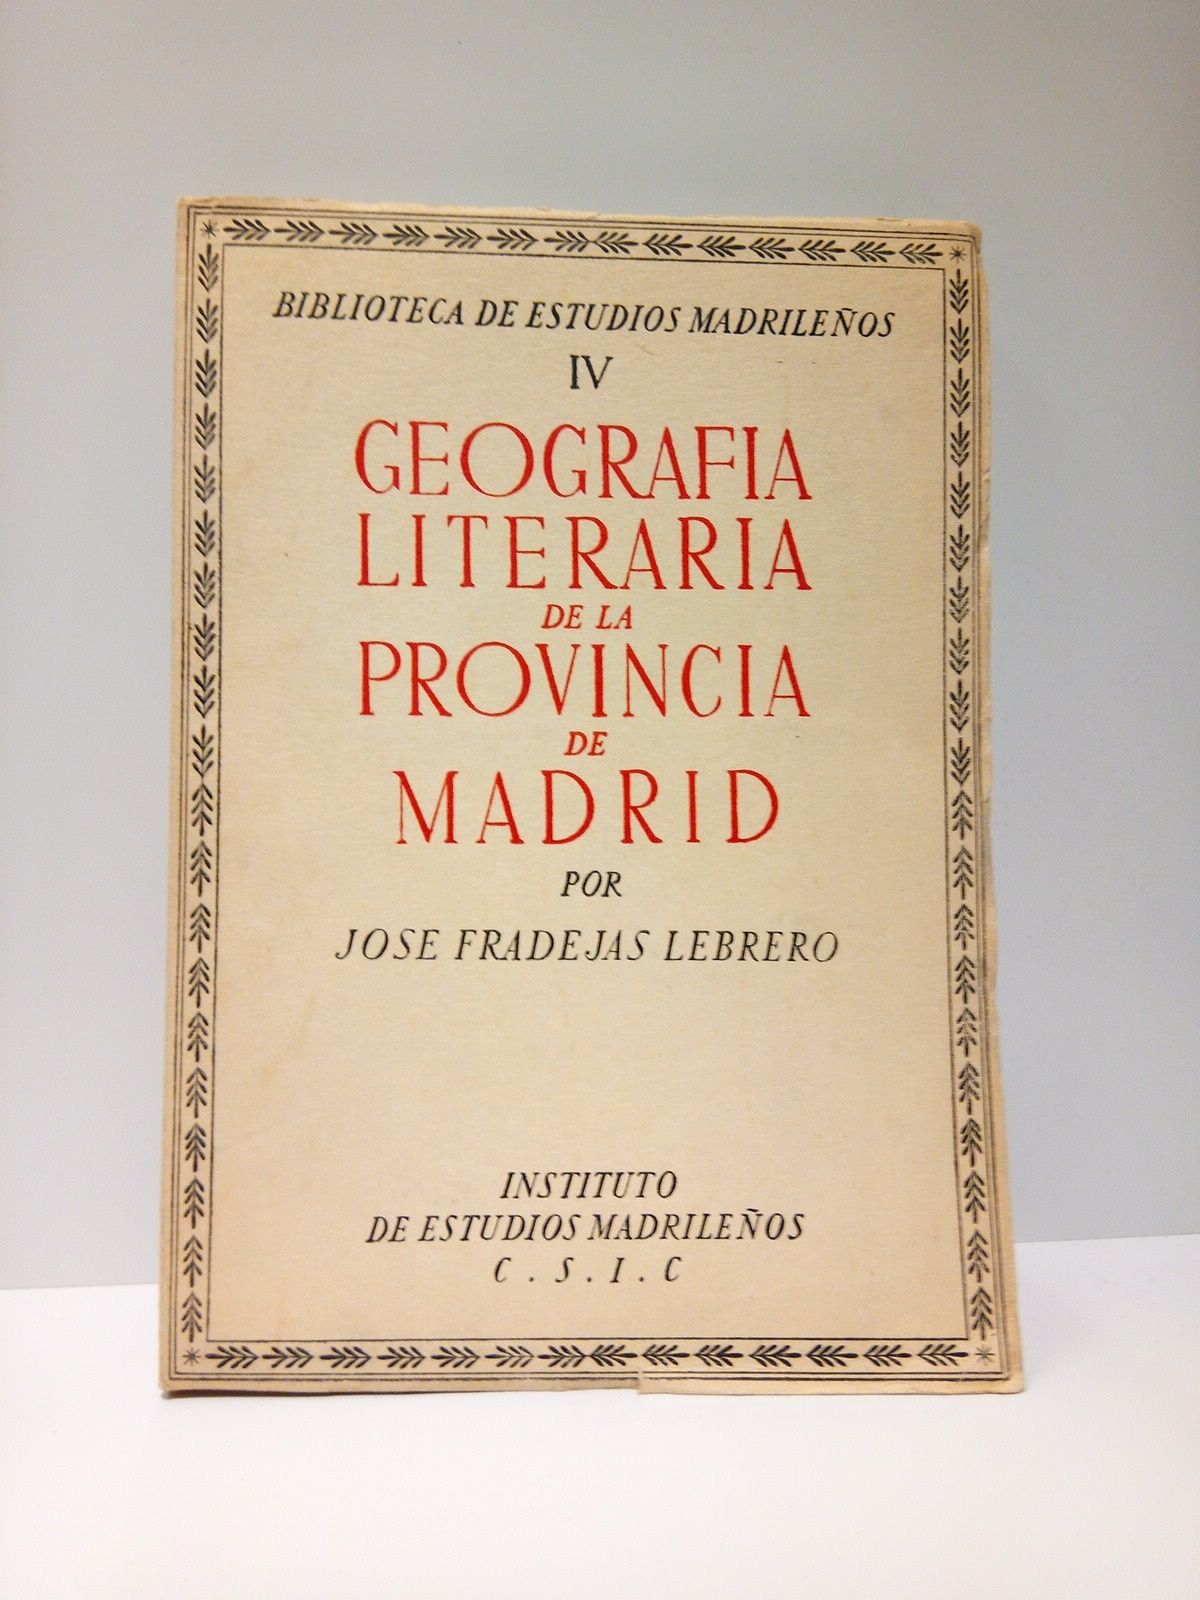 BIBLIOTECA DE ESTUDIOS MADRILEÑOS
IV
GEOGRAFIA
LITERARIA
DE LA
PROVINCIA
DE
MADRID
POR
JOSE FRADEJAS LEBRERO
INSTITUTO
DE ESTUDIOS MADRILEÑOS
C . S . I . C